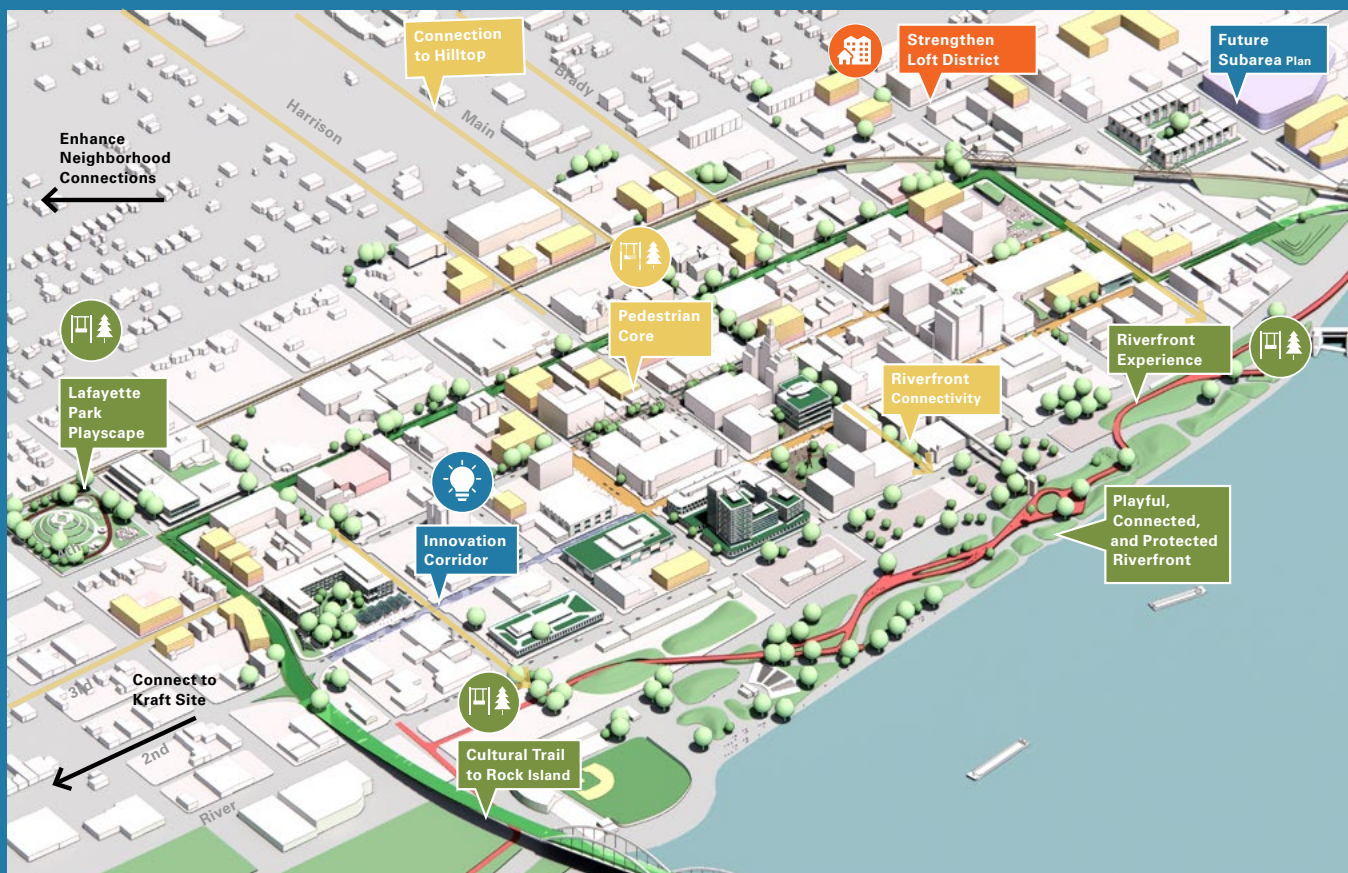 Connection
to Hilltop
Strengthen
Loft District
Future
Subarea Plan
Brady
Main
Harrison
Enhance
Neighborhood
Connections
Pedestrian
Core
Riverfront
Experience
Lafayette
Park
Playscape
Riverfront
Connectivity
Playful,
Connected,
and Protected
Riverfront
Innovation
Corridor
3rd
Connect to
Kraft Site
2nd
Cultural Trail
to Rock Island
River